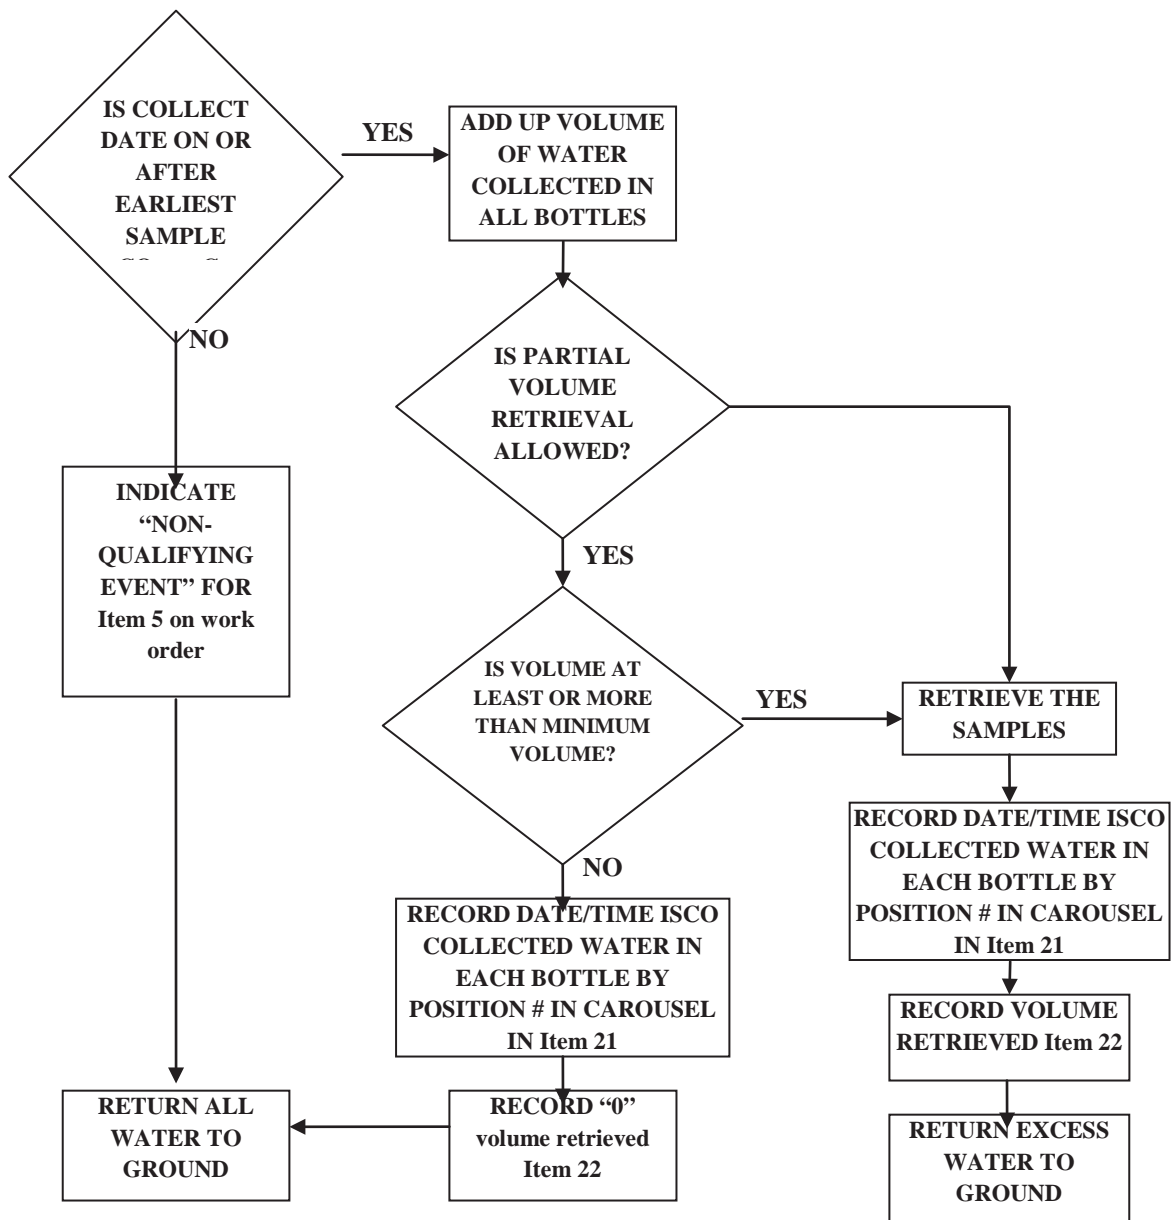 IS COLLECT
DATE ON OR
AFTER
EARLIEST
SAMPLE
YES
NO
ADD UP VOLUME
OF WATER
COLLECTED IN
ALL BOTTLES
IS PARTIAL
VOLUME
RETRIEVAL
ALLOWED?
YES
INDICATE
“NON-
QUALIFYING
EVENT” FOR
Item 5 on work
order
IS VOLUME AT
LEAST OR MORE
THAN MINIMUM
VOLUME?
YES
NO
RETRIEVE THE
SAMPLES
RECORD DATE/TIME ISCO
COLLECTED WATER IN
EACH BOTTLE BY
POSITION # IN CAROUSEL
IN Item 21
RECORD DATE/TIME ISCO
COLLECTED WATER IN
EACH BOTTLE BY
POSITION # IN CAROUSEL
IN Item 21
RECORD VOLUME
RETRIEVED Item 22
RETURN ALL
WATER TO
GROUND
RECORD “0”
volume retrieved
Item 22
RETURN EXCESS
WATER TO
GROUND